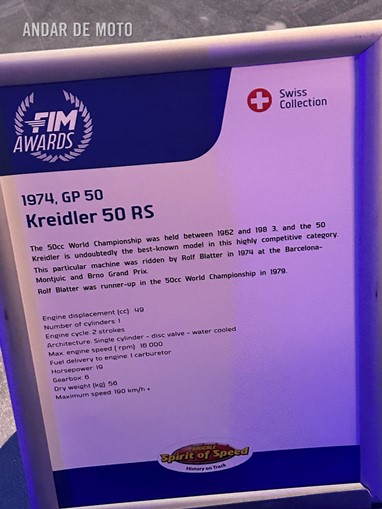 ANDAR DE MOTO
FIM
AWARDS
Swiss
Collection
1974, GP 50
Kreidler 50 RS
The 50cc World Championship was held between 1962 and 198 3, and the 50
Kreidler is undoubtedly the best-known model in this highly competitive category.
This particular machine was ridden by Rolf Blatter in 1974 at the Barcelona-
Montjuic and Brno Grand Prix.
Rolf Blatter was runner-up in the 50cc World Championship in 1979.
Engine displacement (cc) 49
Number of cylinders: 1
Engine cycle: 2 strokes
Architecture: Single cylinder - disc valve - water cooled
Max. engine speed ( rpm): 16 000
Fuel delivery to engine: 1 carburetor
Horsepower: 19
Gearbox: 6
Dry weight (kg): 56
Maximum speed: 190 km/h +
Spirit of Speed
History on Track